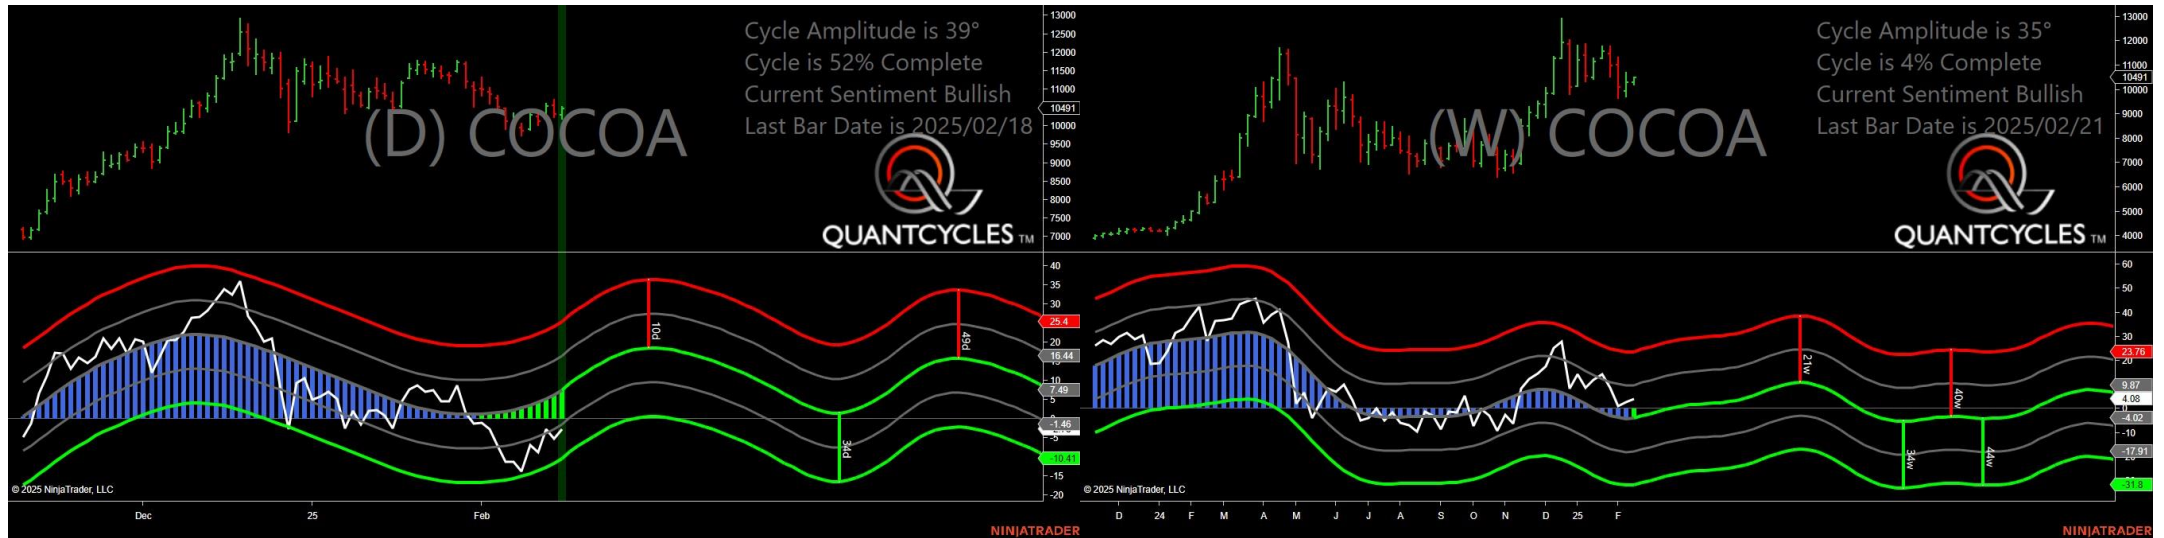 Cycle Amplitude is 39°
Cycle is 52% Complete
Current Sentiment Bullish
Last Bar Date is 2025/02/18
(D) COCOA
QUANTCYCLES TM
13000
12500
12000
11500
11000
10491
10000
9500
9000
8500
8000
7500
7000
40
35
30
25.4
20
16.44
10
7.49
5
-1.46
-5
-10.41
-15
-20
10d
34d
49d
© 2025 NinjaTrader, LLC
Dec
25
Feb
NINJATRADER
Cycle Amplitude is 35°
Cycle is 4% Complete
Current Sentiment Bullish
Last Bar Date is 2025/02/21
(W) COCOA
QUANTCYCLES TM
13000
12000
11000
10491
10000
9000
8000
7000
6000
5000
4000
60
50
40
30
23.76
20
9.87
4.08
0
-4.02
-10
-17.91
-31.8
21w
34w
40w
44w
© 2025 NinjaTrader, LLC
D
24
F
M
A
M
J
J
A
S
O
N
D
25
F
NINJATRADER